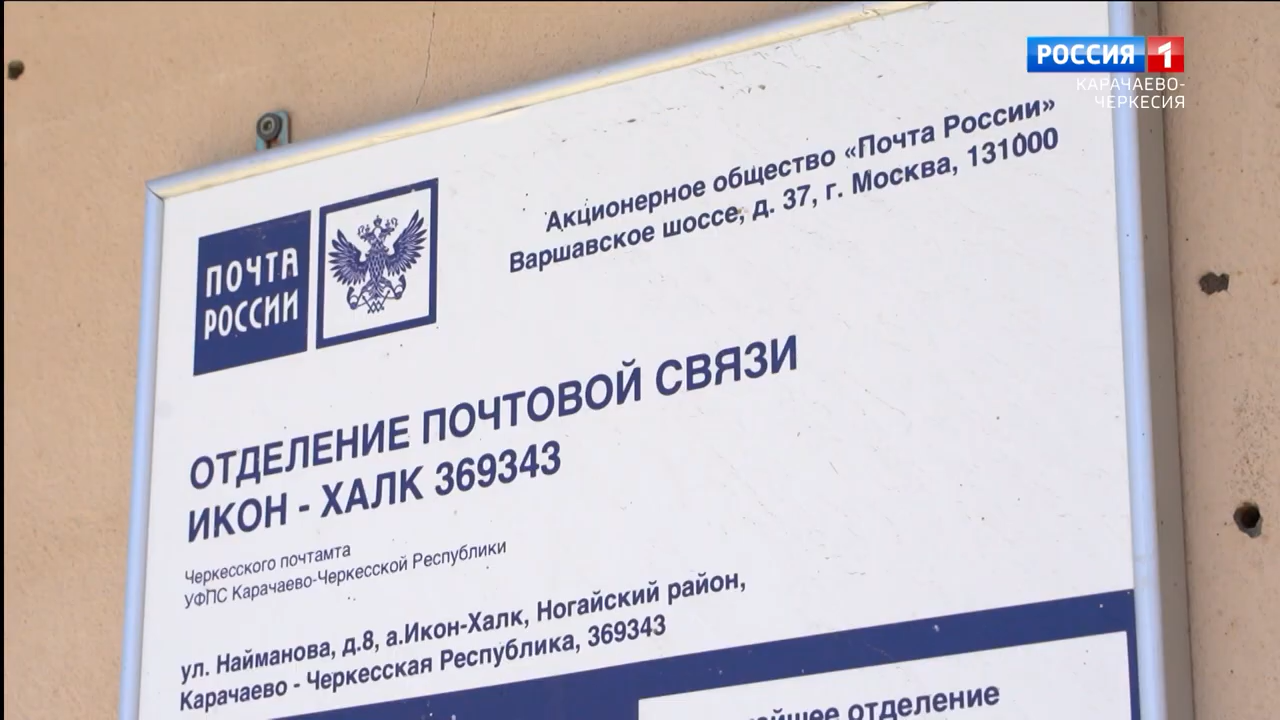 РОССИЯ 1
КАРАЧАЕВО-
ЧЕРКЕСИЯ
Акционерное общество «Почта России»
Варшавское шоссе, д. 37, г. Москва, 131000
ПОЧТА
РОССИИ
ОТДЕЛЕНИЕ ПОЧТОВОЙ СВЯЗИ
ИКОН - ХАЛК 369343
Черкесского почтамта
УФПС Карачаево-Черкесской Республики
ул. Найманова, д.8, а.Икон-Халк, Ногайский район,
Карачаево - Черкесская Республика, 369343
отделение